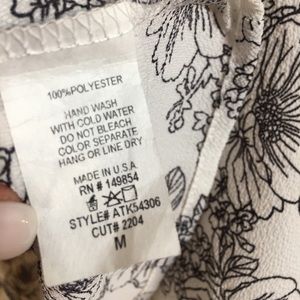 100%POLYESTER
HAND WASH
WITH COLD WATER
DO NOT BLEACH
COLOR SEPARATE
HANG OR LINE DRY
MADE IN U.S.A.
RN # 149854
STYLE# ATK54306
CUT# 2204
M